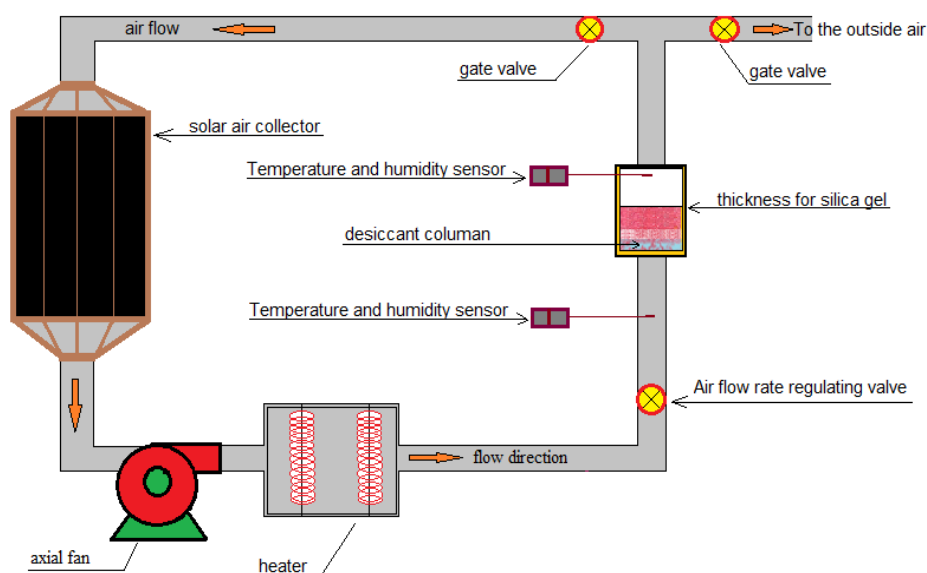 air flow
To the outside air
gate valve
gate valve
solar air collector
Temperature and humidity sensor
thickness for silica gel
desiccant columan
Temperature and humidity sensor
Air flow rate regulating valve
flow direction
axial fan
heater